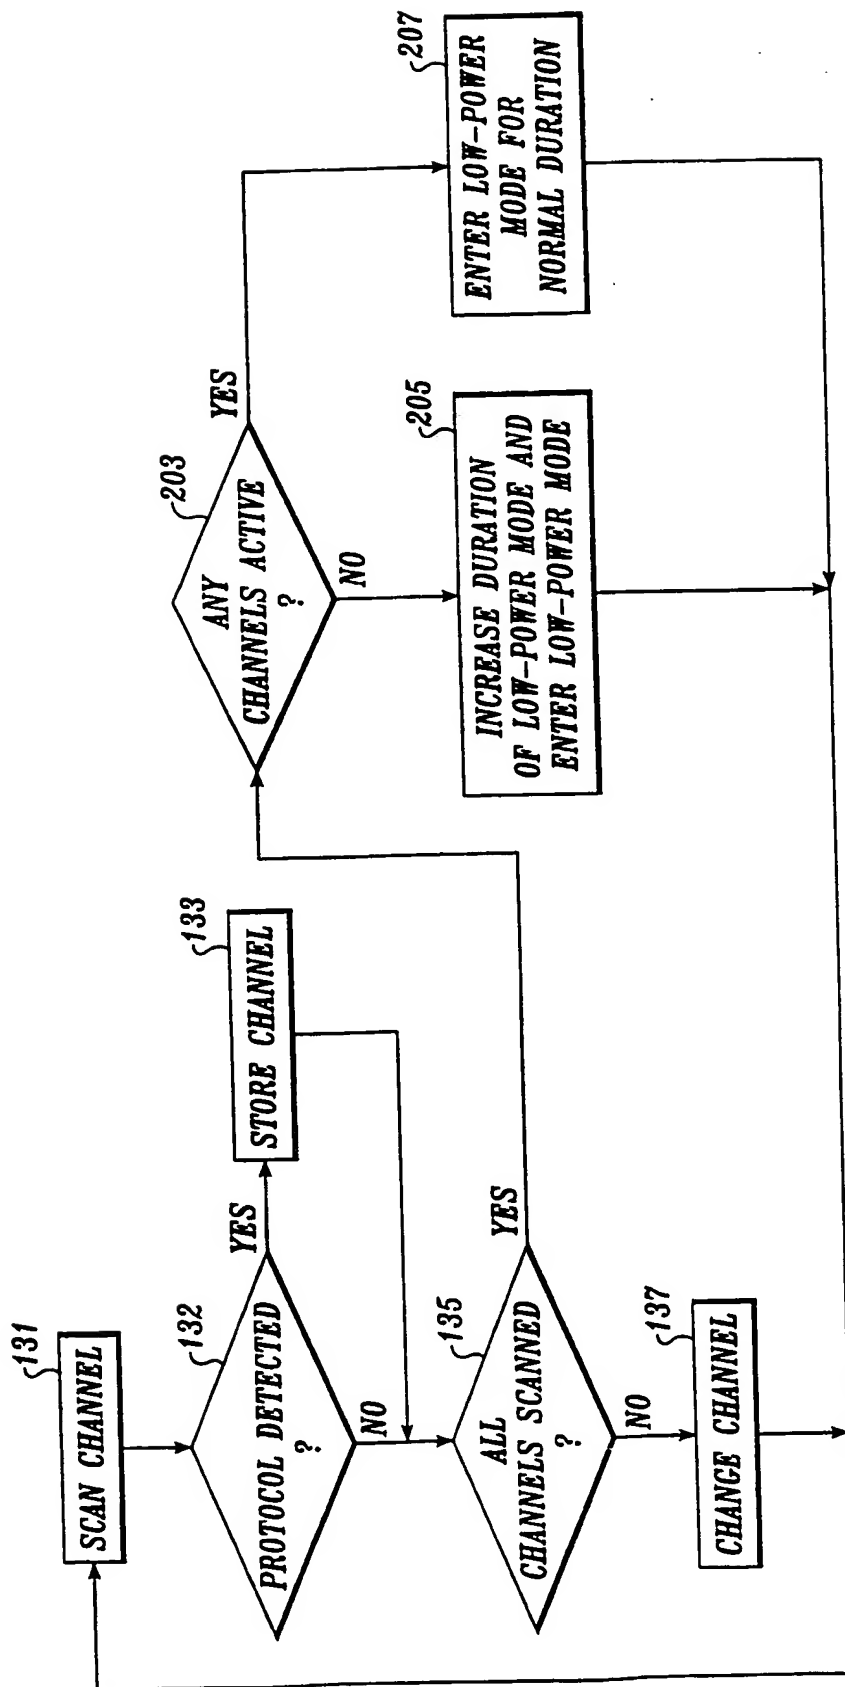 131
SCAN CHANNEL
132
PROTOCOL DETECTED
?
YES
NO
133
STORE CHANNEL
135
ALL
CHANNELS SCANNED
?
YES
NO
137
CHANGE CHANNEL
203
ANY
CHANNELS ACTIVE
?
YES
NO
205
INCREASE DURATION
OF LOW-POWER MODE AND
ENTER LOW-POWER MODE
207
ENTER LOW-POWER
MODE FOR
NORMAL DURATION